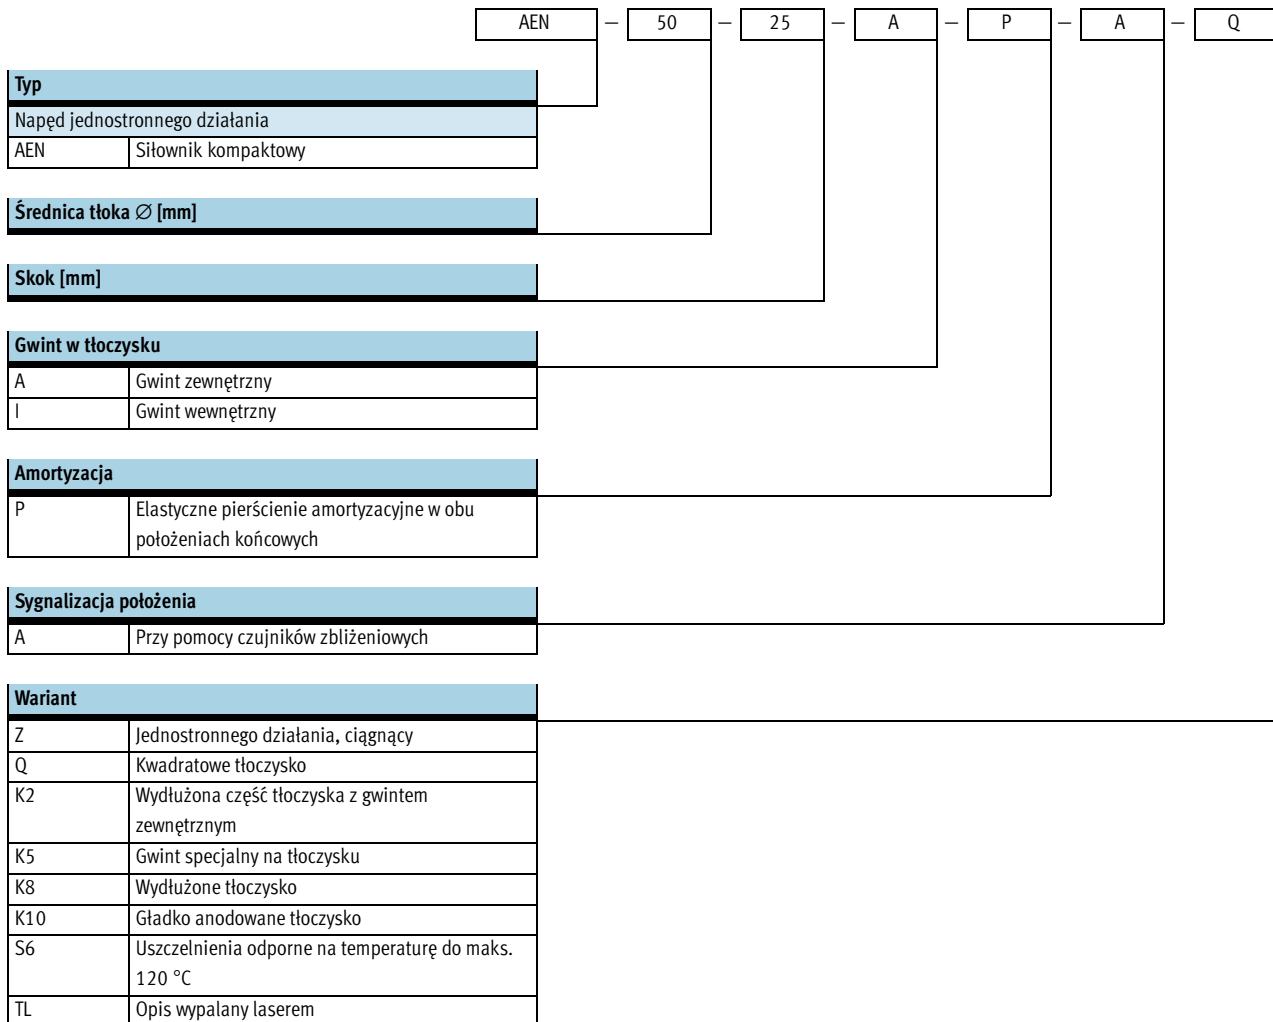 AEN – 50 – 25 – A – P – A – Q
Typ
Napęd jednostronnego działania
AEN Siłownik kompaktowy
Średnica tłoka ∅ [mm]
Skok [mm]
Gwint w tłoczysku
A Gwint zewnętrzny
I Gwint wewnętrzny
Amortyzacja
P Elastyczne pierścienie amortyzacyjne w obu
położeniach końcowych
Sygnalizacja położenia
A Przy pomocy czujników zbliżeniowych
Wariant
Z Jednostronnego działania, ciągnący
Q Kwadratowe tłoczysko
K2 Wydłużona część tłoczyska z gwintem
zewnętrznym
K5 Gwint specjalny na tłoczysku
K8 Wydłużone tłoczysko
K10 Gładko anodowane tłoczysko
S6 Uszczelnienia odporne na temperaturę do maks.
120 °C
TL Opis wypalany laserem